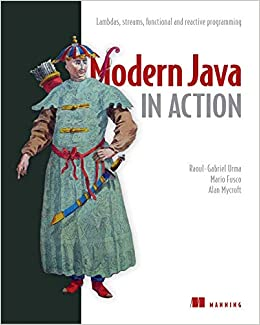 Lambdas, streams, functional and reactive programming
Modern Java
IN ACTION
Raoul-Gabriel Urma
Mario Fusco
Alan Mycroft
MANNING